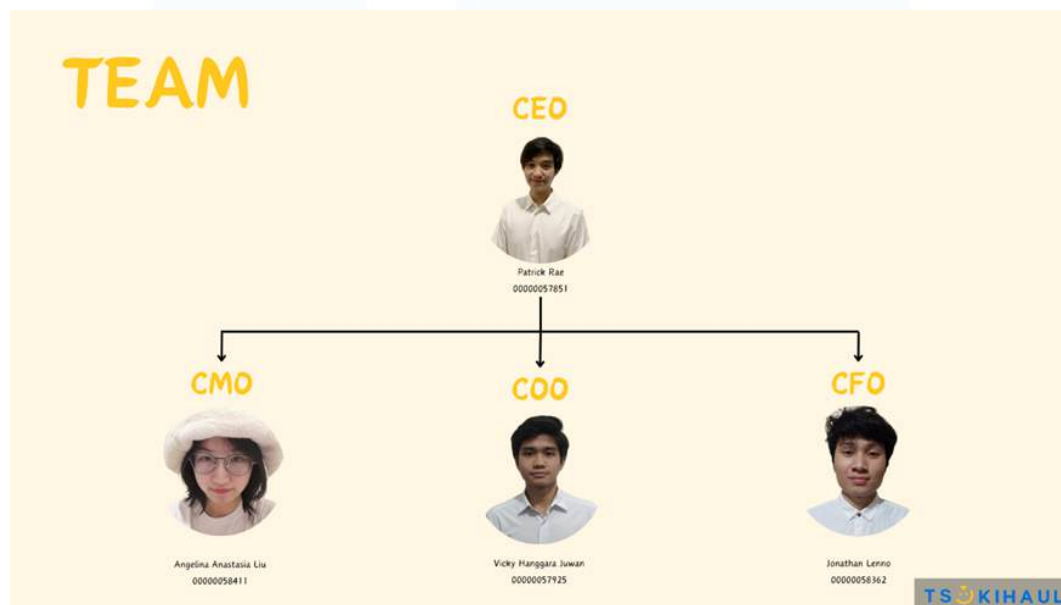 TEAM
CEO
Patrick Rae
00000057851
CMO
COO
CFO
Angelina Anastasia Liu
00000058411
Vicky Hanggara Juwan
00000057925
Jonathan Lenno
00000058362
TSUKIHAUL